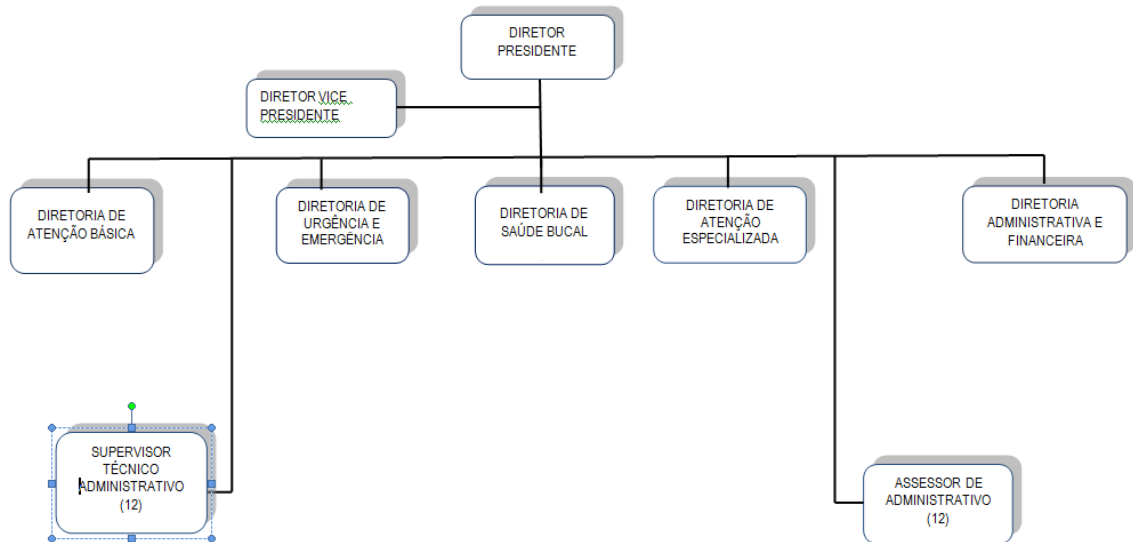 DIRETOR
PRESIDENTE
DIRETOR VICE
PRESIDENTE
DIRETORIA DE
ATENÇÃO BÁSICA
DIRETORIA DE
URGÊNCIA E
EMERGÊNCIA
DIRETORIA DE
SAÚDE BUCAL
DIRETORIA DE
ATENÇÃO
ESPECIALIZADA
DIRETORIA
ADMINISTRATIVA E
FINANCEIRA
SUPERVISOR
TÉCNICO
ADMINISTRATIVO
(12)
ASSESSOR DE
ADMINISTRATIVO
(12)